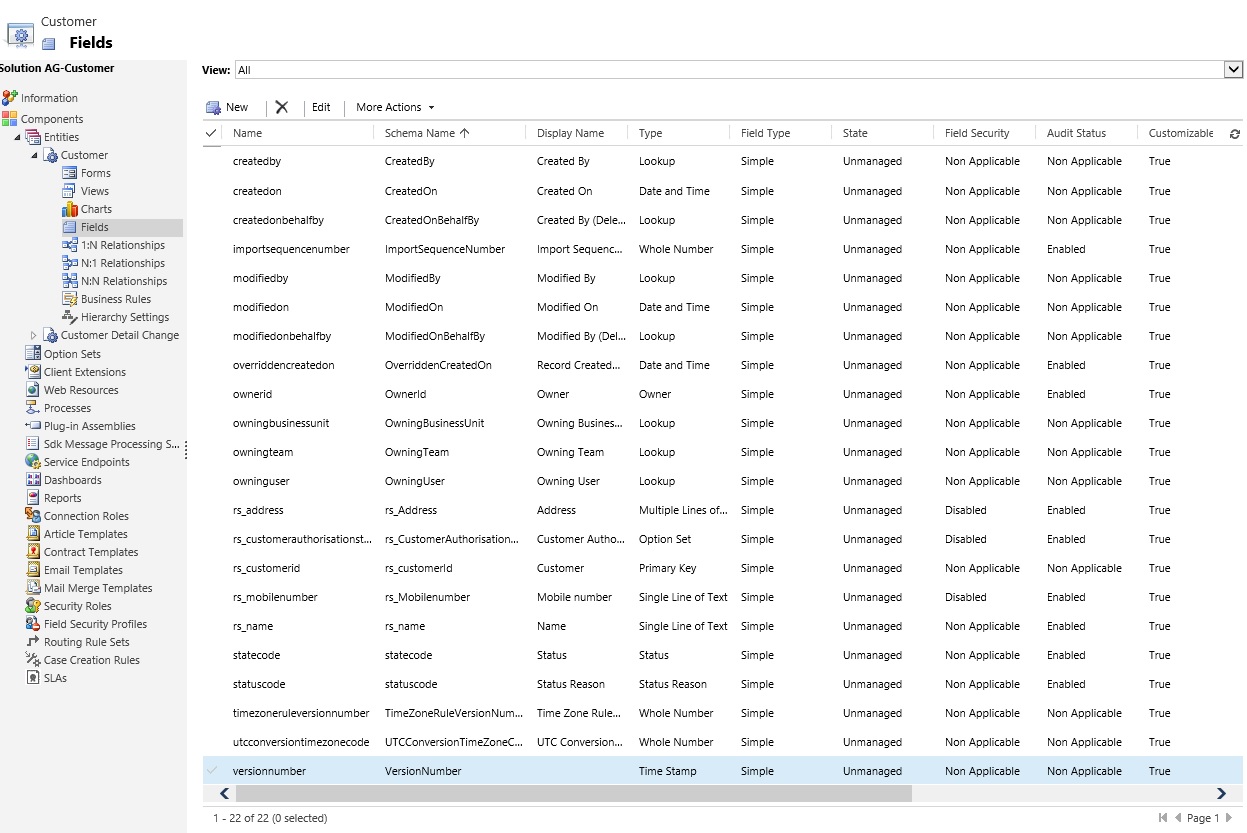 Customer
Fields
Solution AG-Customer
View: All
Information
Components
Entities
Customer
Forms
Views
Charts
Fields
1:N Relationships
N:1 Relationships
N:N Relationships
Business Rules
Hierarchy Settings
Customer Detail Change
Option Sets
Client Extensions
Web Resources
Processes
Plug-in Assemblies
Sdk Message Processing S...
Service Endpoints
Dashboards
Reports
Connection Roles
Article Templates
Contract Templates
Email Templates
Mail Merge Templates
Security Roles
Field Security Profiles
Routing Rule Sets
Case Creation Rules
SLAs
New Edit More Actions
Name Schema Name Display Name Type Field Type State Field Security Audit Status Customizable
createdby CreatedBy Created By Lookup Simple Unmanaged Non Applicable Non Applicable True
createdon CreatedOn Created On Date and Time Simple Unmanaged Non Applicable Non Applicable True
createdonbehalfby CreatedOnBehalfBy Created By (Dele... Lookup Simple Unmanaged Non Applicable Non Applicable True
importsequencenumber ImportSequenceNumber Import Sequenc... Whole Number Simple Unmanaged Non Applicable Enabled True
modifiedby ModifiedBy Modified By Lookup Simple Unmanaged Non Applicable Non Applicable True
modifiedon ModifiedOn Modified On Date and Time Simple Unmanaged Non Applicable Non Applicable True
modifiedonbehalfby ModifiedOnBehalfBy Modified By (Del... Lookup Simple Unmanaged Non Applicable Non Applicable True
overriddencreatedon OverriddenCreatedOn Record Created... Date and Time Simple Unmanaged Non Applicable Enabled True
ownerid OwnerId Owner Owner Simple Unmanaged Non Applicable Enabled True
owningbusinessunit OwningBusinessUnit Owning Busines... Lookup Simple Unmanaged Non Applicable Non Applicable True
owningteam OwningTeam Owning Team Lookup Simple Unmanaged Non Applicable Non Applicable True
owninguser OwningUser Owning User Lookup Simple Unmanaged Non Applicable Non Applicable True
rs_address rs_Address Address Multiple Lines of... Simple Unmanaged Disabled Enabled True
rs_customerauthorisationst... rs_CustomerAuthorisation... Customer Autho... Option Set Simple Unmanaged Disabled Enabled True
rs_customerid rs_customerId Customer Primary Key Simple Unmanaged Non Applicable Enabled True
rs_mobilenumber rs_Mobilenumber Mobile number Single Line of Text Simple Unmanaged Disabled Enabled True
rs_name rs_name Name Single Line of Text Simple Unmanaged Non Applicable Enabled True
statecode statecode Status Status Simple Unmanaged Non Applicable Enabled True
statuscode statuscode Status Reason Status Reason Simple Unmanaged Non Applicable Enabled True
timezoneruleversionnumber TimeZoneRuleVersionNum... Time Zone Rule... Whole Number Simple Unmanaged Non Applicable Non Applicable True
utcconversiontimezonecode UTCConversionTimeZoneC... UTC Conversion... Whole Number Simple Unmanaged Non Applicable Non Applicable True
versionnumber VersionNumber Time Stamp Simple Unmanaged Non Applicable Non Applicable True
1 - 22 of 22 (0 selected) Page 1